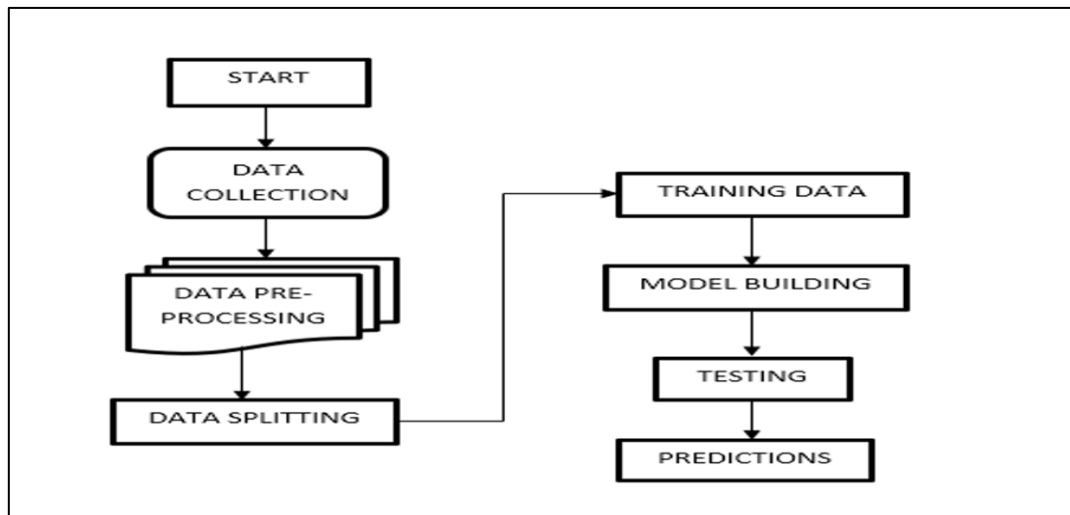 START
DATA
COLLECTION
DATA PRE-
PROCESSING
DATA SPLITTING
TRAINING DATA
MODEL BUILDING
TESTING
PREDICTIONS